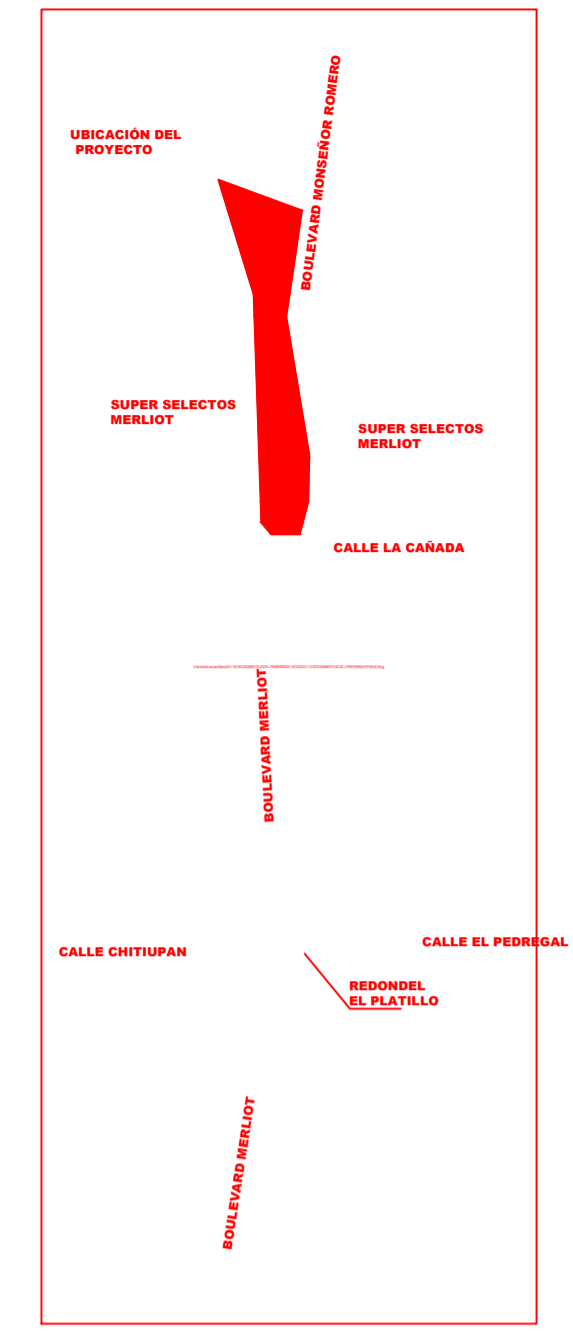 BOULEVARD MONSEÑOR ROMERO
UBICACIÓN DEL
PROYECTO
SUPER SELECTOS
MERLIOT
SUPER SELECTOS
MERLIOT
CALLE LA CAÑADA
BOULEVARD MERLIOT
CALLE EL PEDREGAL
CALLE CHITIUPAN
REDONDEL
EL PLATILLO
BOULEVARD MERLIOT